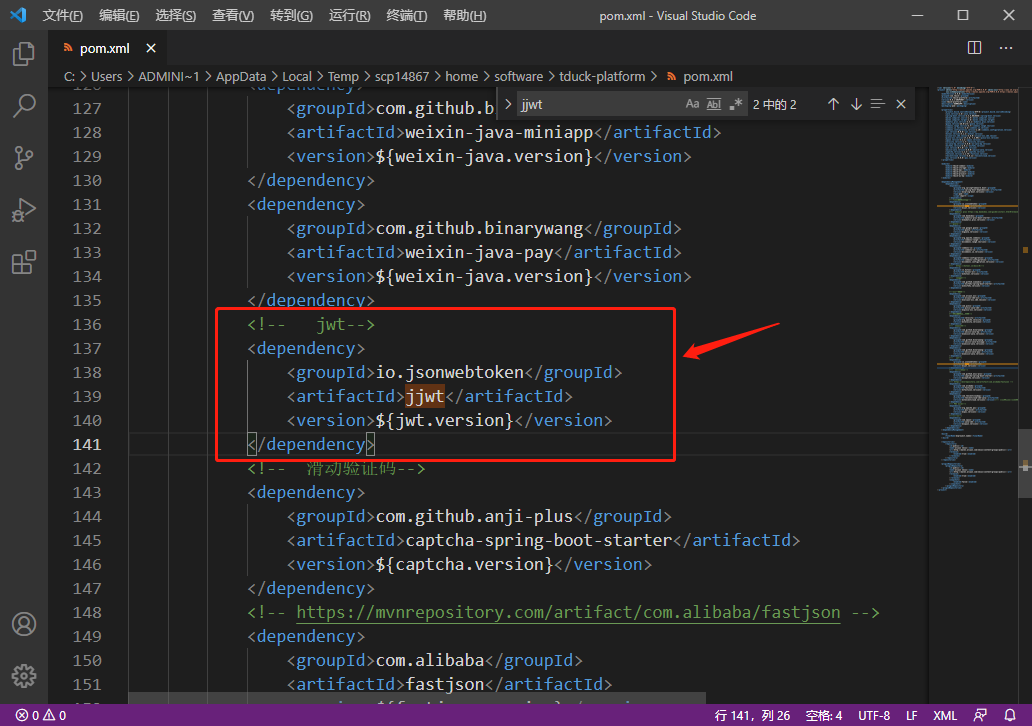 文件(F) 编辑(E) 选择(S) 查看(V) 转到(G) 运行(R) 终端(T) 帮助(H) pom.xml - Visual Studio Code
pom.xml
C: > Users > ADMINI~1 > AppData > Local > Temp > scp14867 > home > software > tduck-platform > pom.xml
jjwt Aa Abl .* 2 中的 2
126 <dependency>
127 <groupId>com.github.b
128 <artifactId>weixin-java-miniapp</artifactId>
129 <version>${weixin-java.version}</version>
130 </dependency>
131 <dependency>
132 <groupId>com.github.binarywang</groupId>
133 <artifactId>weixin-java-pay</artifactId>
134 <version>${weixin-java.version}</version>
135 </dependency>
136 <!-- jwt-->
137 <dependency>
138 <groupId>io.jsonwebtoken</groupId>
139 <artifactId>jjwt</artifactId>
140 <version>${jwt.version}</version>
141 </dependency>
142 <!-- 滑动验证码-->
143 <dependency>
144 <groupId>com.github.anji-plus</groupId>
145 <artifactId>captcha-spring-boot-starter</artifactId>
146 <version>${captcha.version}</version>
147 </dependency>
148 <!-- https://mvnrepository.com/artifact/com.alibaba/fastjson -->
149 <dependency>
150 <groupId>com.alibaba</groupId>
151 <artifactId>fastjson</artifactId>
0 0 行 141，列 26 空格: 4 UTF-8 LF XML